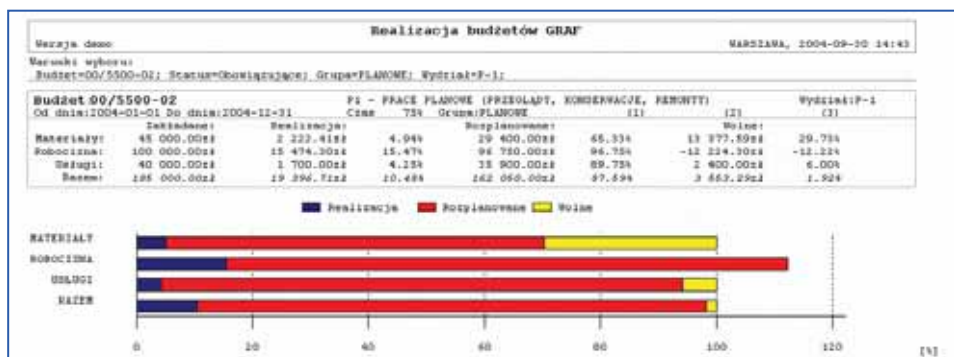 Realizacja budżetów GRAF
Wersja demo WARSZAWA, 2004-09-30 14:43
Warunki wyboru:
Budżet=00/5500-02; Status=Obowiązujące; Grupa=PLANOWE; Wydział=P-1;
Budżet 00/5500-02 P1 - PRACE PLANOWE (PRZEGLĄDY, KONSERWACJE, REMONTY) Wydział:P-1
Od dnia:2004-01-01 Do dnia:2004-12-31 Czas 75% Grupa:PLANOWE (1) (2) (3)
Zakładane: Realizacja: Rozplanowane: Wolne:
Materiały: 45 000.00zł 2 222.41zł 4.94% 29 400.00zł 65.33% 13 377.59zł 29.73%
Robocizna: 100 000.00zł 15 474.30zł 15.47% 96 750.00zł 96.75% -12 224.30zł -12.22%
Usługi: 40 000.00zł 1 700.00zł 4.25% 35 900.00zł 89.75% 2 400.00zł 6.00%
Razem: 185 000.00zł 19 396.71zł 10.48% 162 050.00zł 87.59% 3 553.29zł 1.92%
Realizacja Rozplanowane Wolne
MATERIAŁY
ROBOCIZNA
USŁUGI
RAZEM
0 20 40 60 80 100 120
[%]